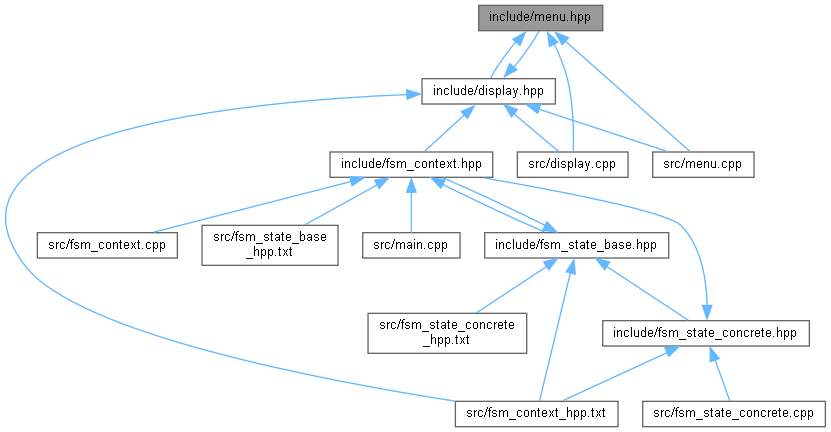 include/menu.hpp
include/display.hpp
include/fsm_context.hpp
src/display.cpp
src/menu.cpp
src/fsm_context.cpp
src/fsm_state_base
_hpp.txt
src/main.cpp
include/fsm_state_base.hpp
src/fsm_state_concrete
_hpp.txt
include/fsm_state_concrete.hpp
src/fsm_context_hpp.txt
src/fsm_state_concrete.cpp